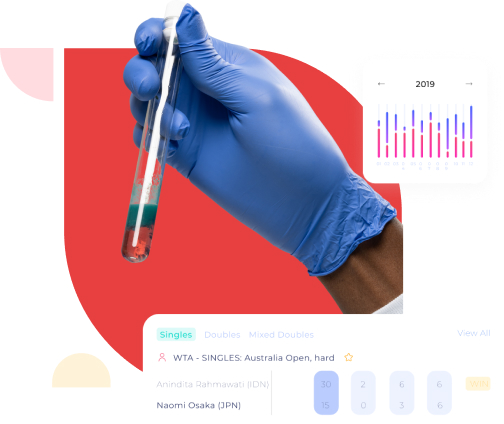 ← 2019 →
Singles Doubles Mixed Doubles View All
WTA - SINGLES: Australia Open, hard
Anindita Rahmawati (IDN) 30 2 6 6 WIN
Naomi Osaka (JPN) 15 0 3 6